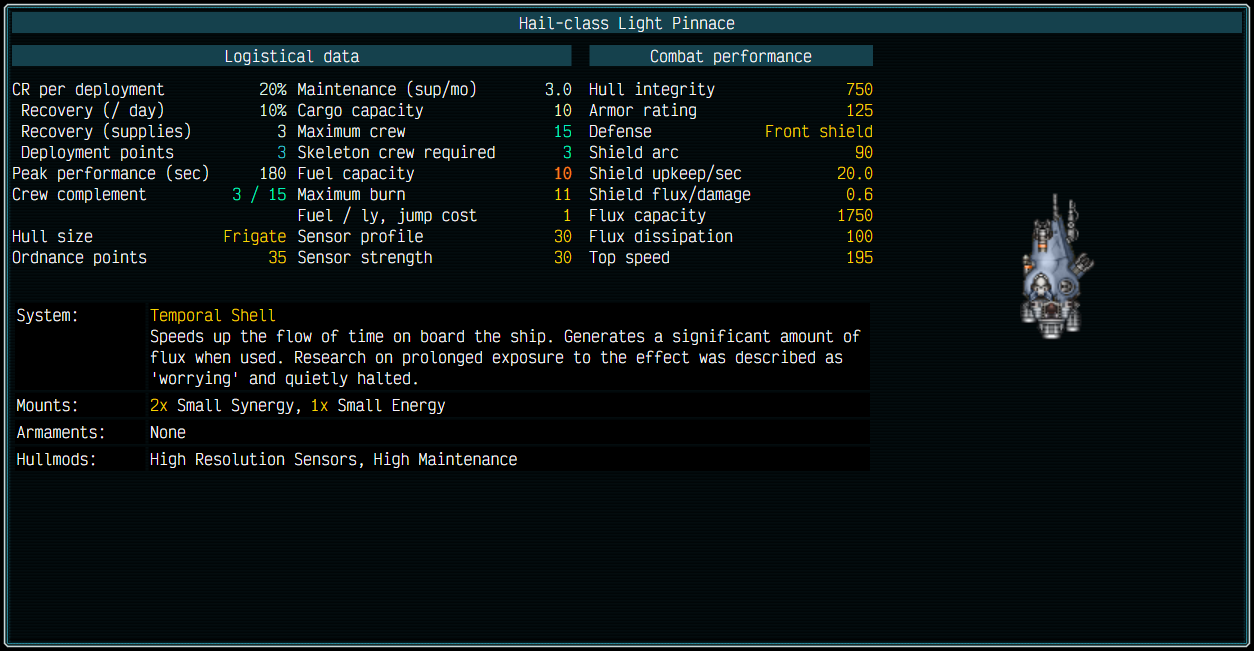 Hail-class Light Pinnace
Logistical data
Combat performance
CR per deployment 20% Maintenance (sup/mo) 3.0 Hull integrity 750
Recovery (/ day) 10% Cargo capacity 10 Armor rating 125
Recovery (supplies) 3 Maximum crew 15 Defense Front shield
Deployment points 3 Skeleton crew required 3 Shield arc 90
Peak performance (sec) 180 Fuel capacity 10 Shield upkeep/sec 20.0
Crew complement 3 / 15 Maximum burn 11 Shield flux/damage 0.6
Fuel / ly, jump cost 1 Flux capacity 1750
Hull size Frigate Sensor profile 30 Flux dissipation 100
Ordnance points 35 Sensor strength 30 Top speed 195
System: Temporal Shell
Speeds up the flow of time on board the ship. Generates a significant amount of
flux when used. Research on prolonged exposure to the effect was described as
'worrying' and quietly halted.
Mounts: 2x Small Synergy, 1x Small Energy
Armaments: None
Hullmods: High Resolution Sensors, High Maintenance